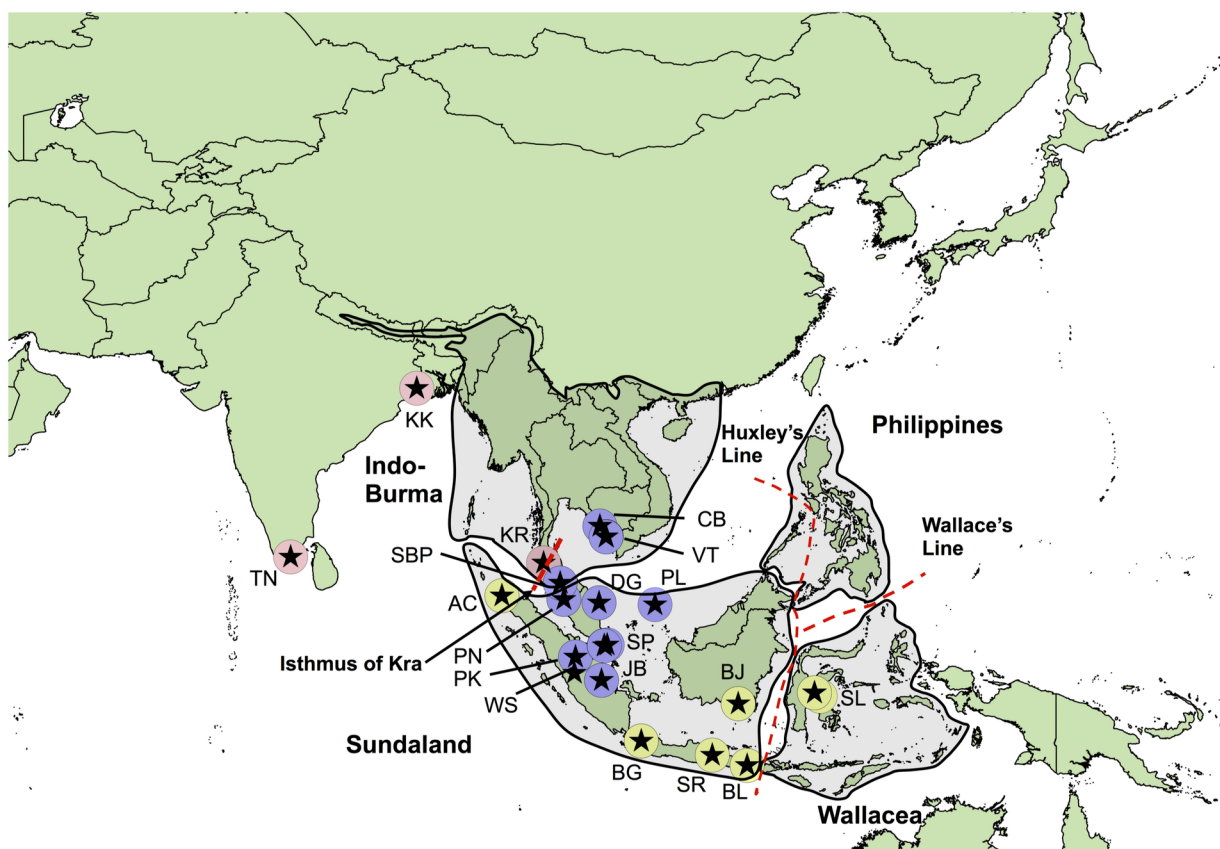 Philippines
Huxley's
Line
KK
Indo-
Burma
CB
Wallace's
Line
KR
VT
SBP
TN
DG
PL
AC
Isthmus of Kra
PN
SP
PK
JB
BJ
WS
SL
Sundaland
BG
SR
BL
Wallacea